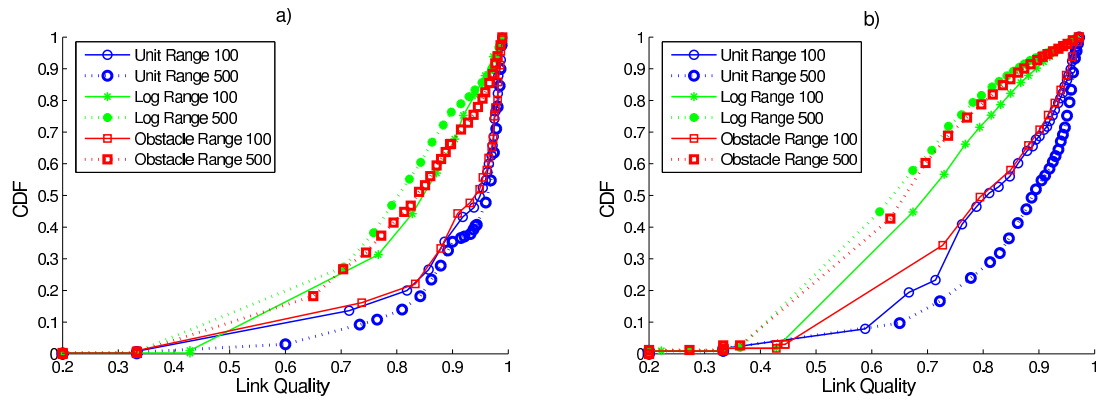 a)
1
0.9
0.8
0.7
0.6
0.5
0.4
0.3
0.2
0.1
0
CDF
Unit Range 100
Unit Range 500
Log Range 100
Log Range 500
Obstacle Range 100
Obstacle Range 500
0.2 0.3 0.4 0.5 0.6 0.7 0.8 0.9 1
Link Quality
b)
1
0.9
0.8
0.7
0.6
0.5
0.4
0.3
0.2
0.1
0
CDF
Unit Range 100
Unit Range 500
Log Range 100
Log Range 500
Obstacle Range 100
Obstacle Range 500
0.2 0.3 0.4 0.5 0.6 0.7 0.8 0.9 1
Link Quality